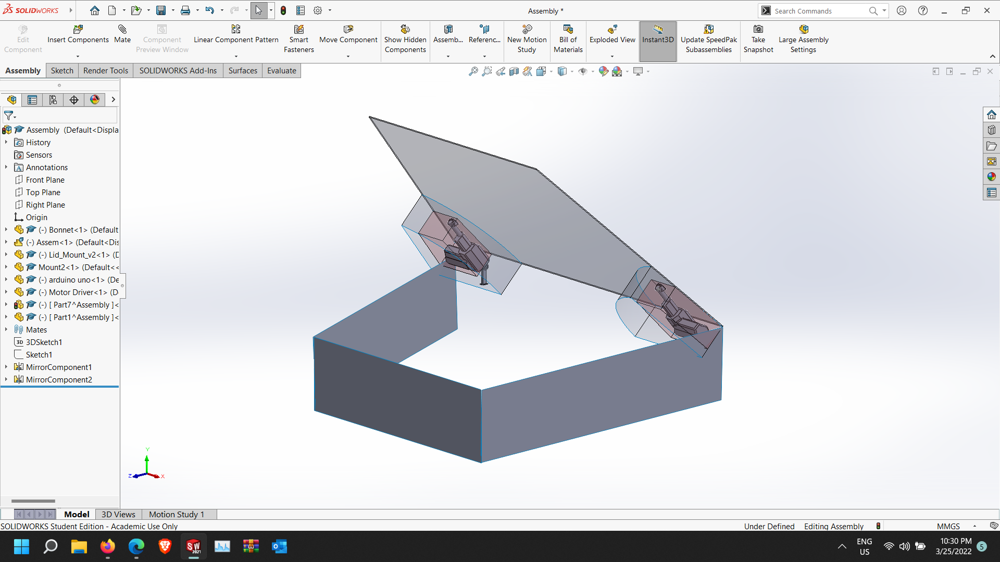 SOLIDWORKS
Assembly *
Search Commands
Edit Component
Insert Components
Mate
Component Preview Window
Linear Component Pattern
Smart Fasteners
Move Component
Show Hidden Components
Assemb...
Referenc...
New Motion Study
Bill of Materials
Exploded View
Instant3D
Update SpeedPak Subassemblies
Take Snapshot
Large Assembly Settings
Assembly
Sketch
Render Tools
SOLIDWORKS Add-Ins
Surfaces
Evaluate
Assembly (Default<Displa
History
Sensors
Annotations
Front Plane
Top Plane
Right Plane
Origin
(-) Bonnet<1> (Default
(-) Assem<1> (Default<Dis
(-) Lid_Mount_v2<1> (D
Mount2<1> (Default<<
(-) arduino uno<1> (De
(-) Motor Driver<1> (D
(-) [ Part7^Assembly ]<
(-) [ Part1^Assembly ]<
Mates
3D 3DSketch1
Sketch1
MirrorComponent1
MirrorComponent2
Y
Z
X
Model
3D Views
Motion Study 1
SOLIDWORKS Student Edition - Academic Use Only
Under Defined
Editing Assembly
MMGS
SW
2021
ENG
US
10:30 PM
3/25/2022
5